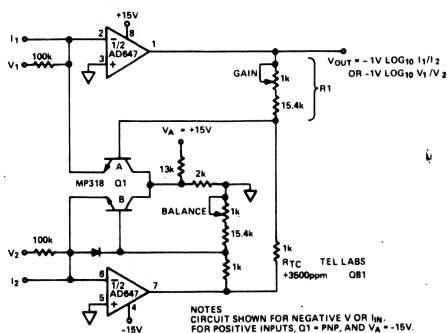 +15V
I1
2
8
1/2
AD647
1
V1
100k
3
VOUT = -1V LOG10 I1/I2
OR -1V LOG10 V1/V2
GAIN
1k
15.4k
R1
VA = +15V
A
MP318
Q1
B
13k
2k
BALANCE
1k
15.4k
1k
V2
100k
I2
6
1/2
AD647
7
5
4
-15V
1k
RTC TEL LABS
+3500ppm Q81
NOTES
CIRCUIT SHOWN FOR NEGATIVE V OR IIN.
FOR POSITIVE INPUTS, Q1 = PNP, AND VA = -15V.